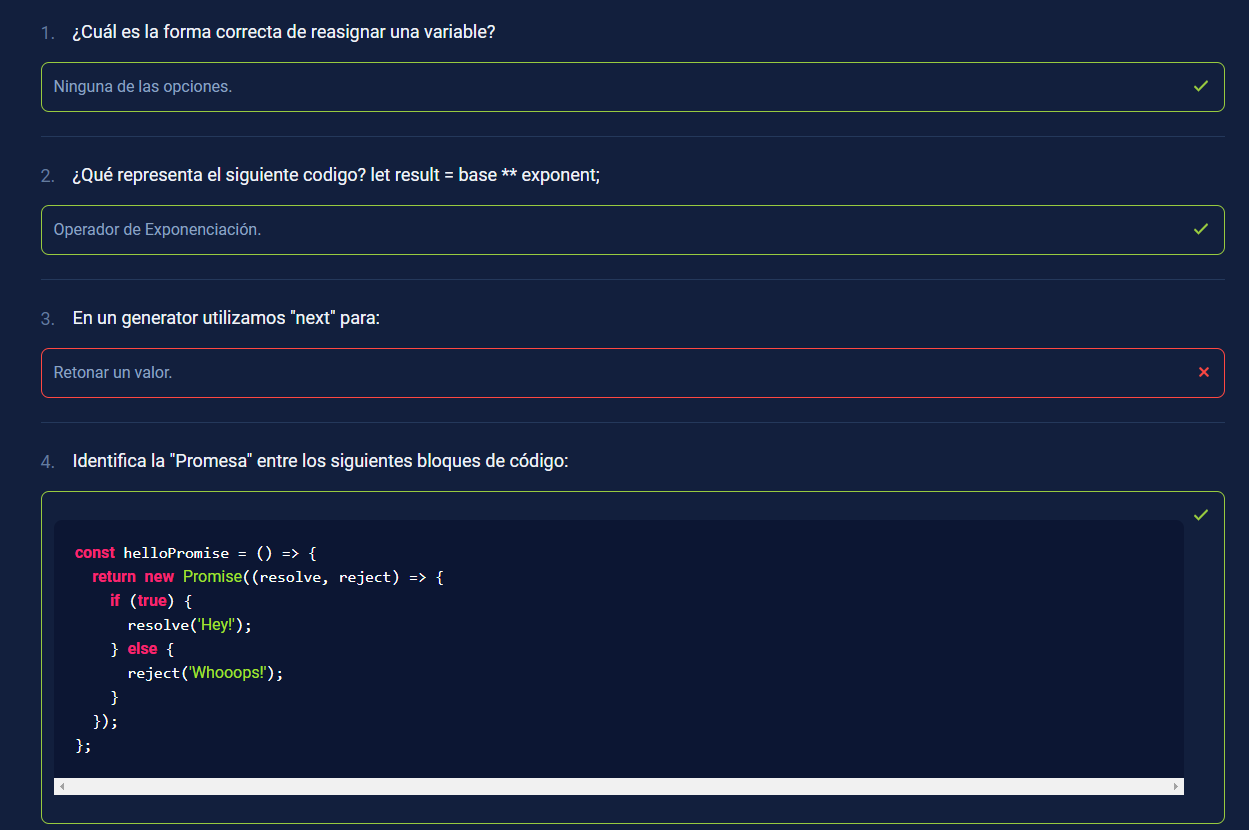 1. ¿Cuál es la forma correcta de reasignar una variable?
Ninguna de las opciones.
2. ¿Qué representa el siguiente codigo? let result = base ** exponent;
Operador de Exponenciación.
3. En un generator utilizamos "next" para:
Retonar un valor.
4. Identifica la "Promesa" entre los siguientes bloques de código:
const helloPromise = () => {
return new Promise((resolve, reject) => {
if (true) {
resolve('Hey!');
} else {
reject('Whooops!');
}
});
};